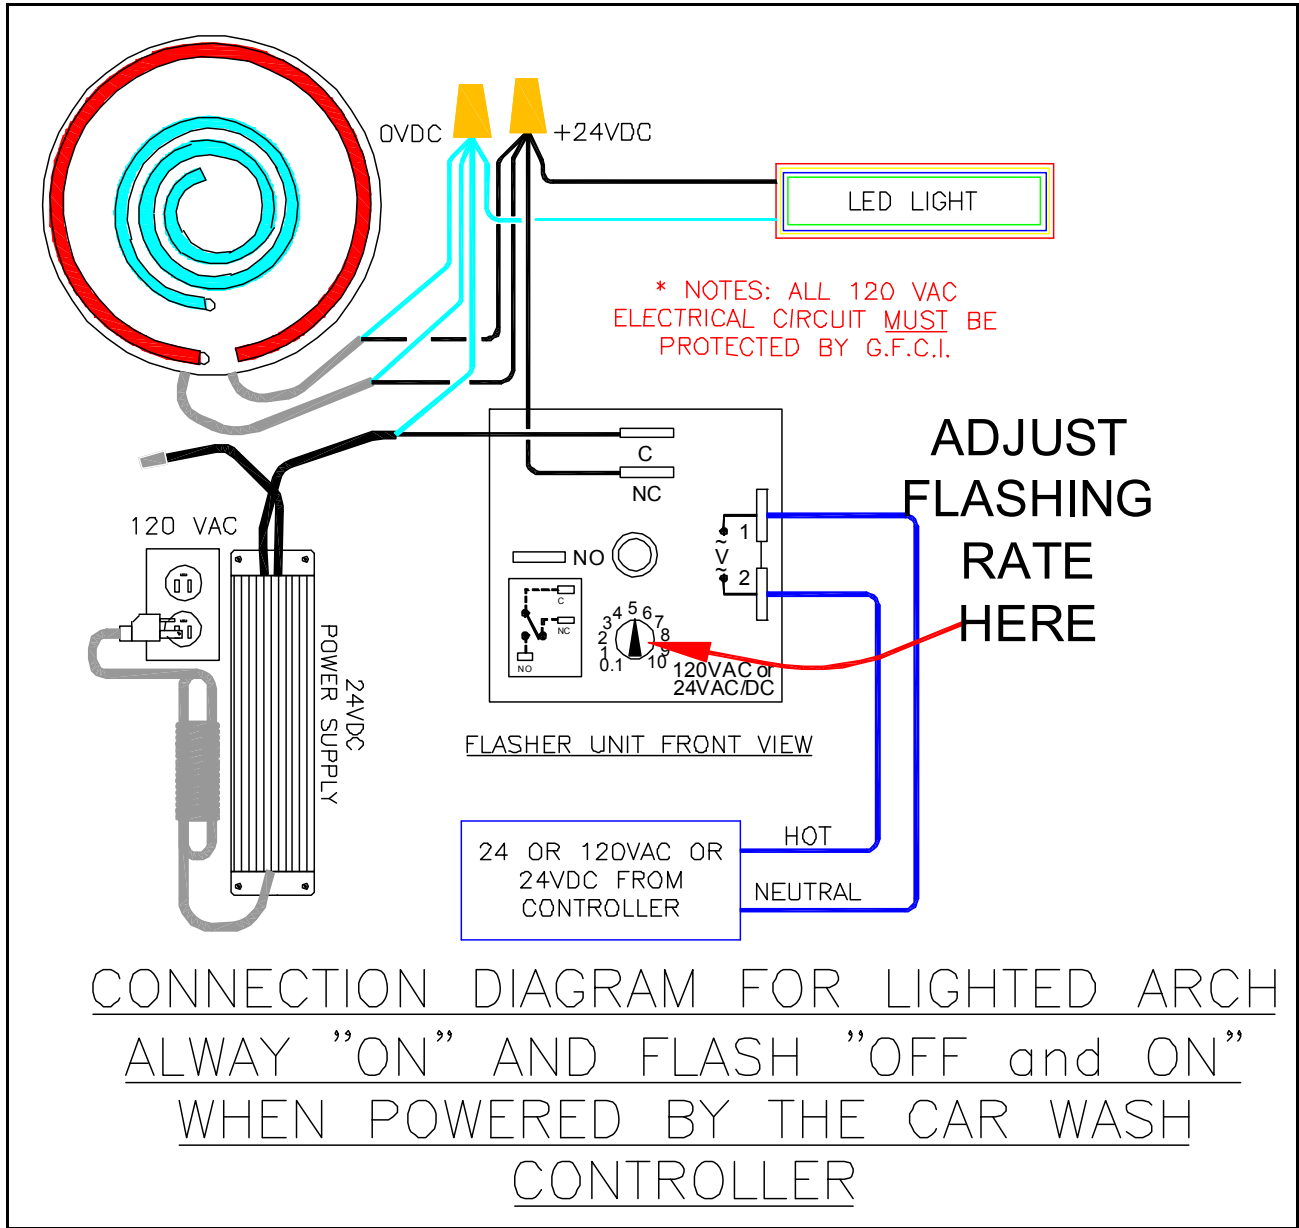 0VDC
+24VDC
LED LIGHT
* NOTES: ALL 120 VAC
ELECTRICAL CIRCUIT MUST BE
PROTECTED BY G.F.C.I.
ADJUST
FLASHING
RATE
HERE
C
NC
NO
1
~
V
~
2
C
NC
NO
0.1
1
2
3
4
5
6
7
8
9
10
120VAC or
24VAC/DC
FLASHER UNIT FRONT VIEW
120 VAC
24VDC
POWER SUPPLY
24 OR 120VAC OR
24VDC FROM
CONTROLLER
HOT
NEUTRAL
CONNECTION DIAGRAM FOR LIGHTED ARCH
ALWAY "ON" AND FLASH "OFF and ON"
WHEN POWERED BY THE CAR WASH
CONTROLLER